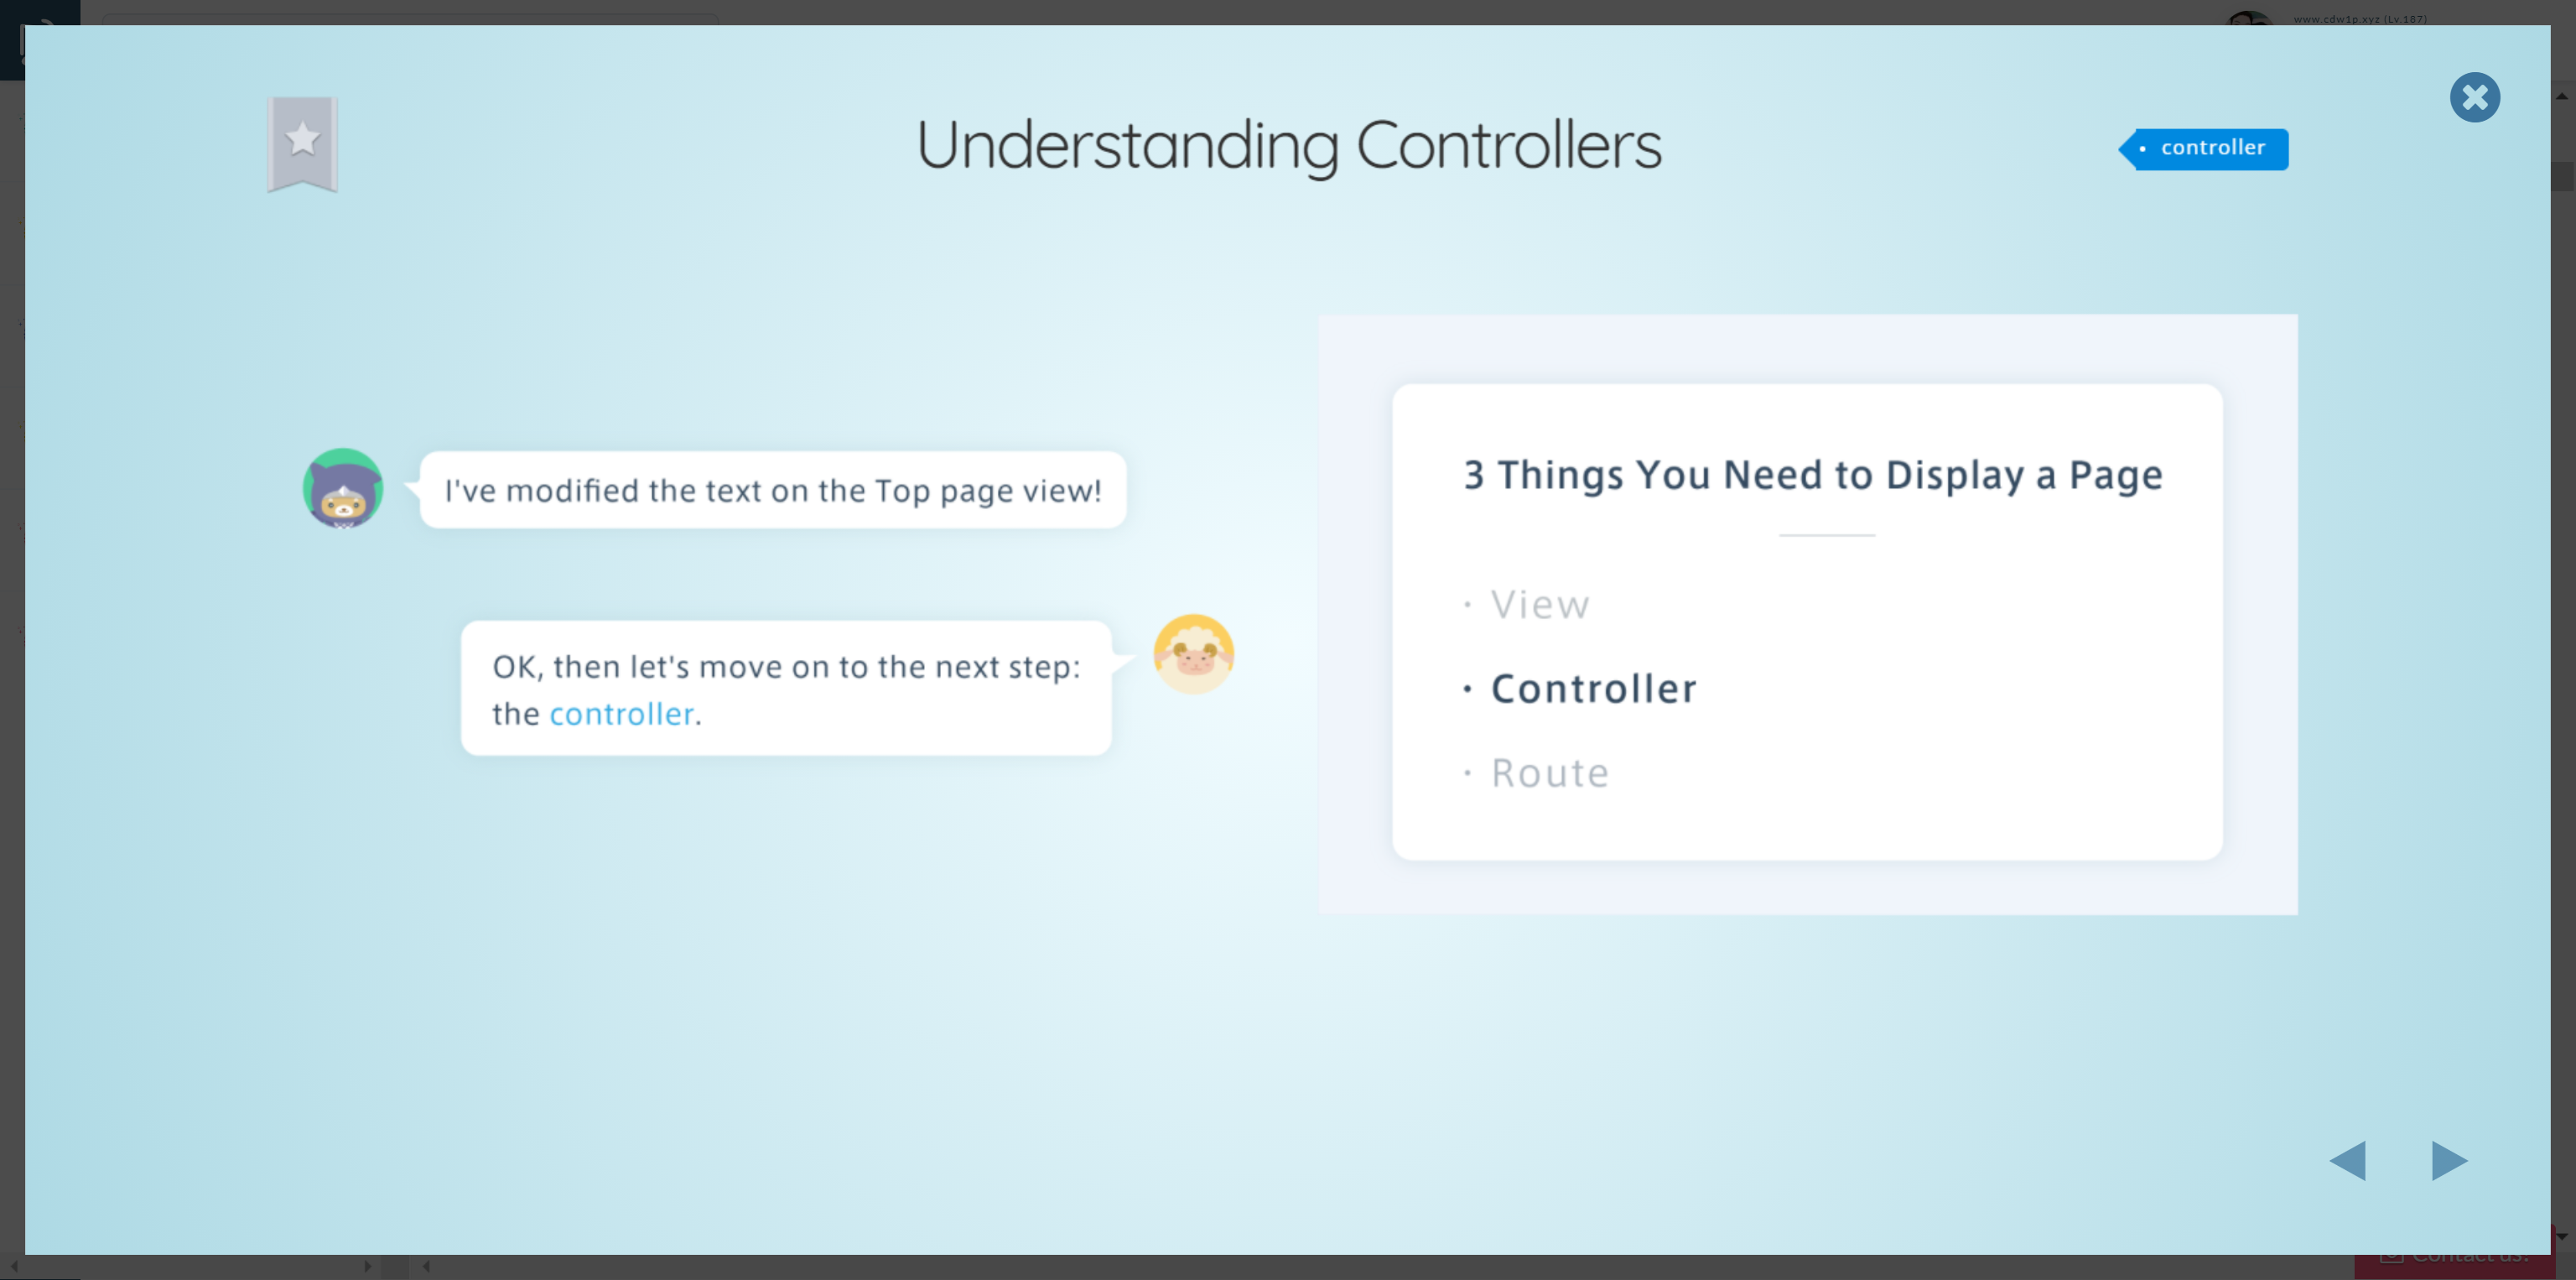 www.cdw1p.xyz (Lv.187)
Understanding Controllers
• controller
I've modified the text on the Top page view!
OK, then let's move on to the next step:
the controller.
3 Things You Need to Display a Page
· View
· Controller
· Route
Contact us!